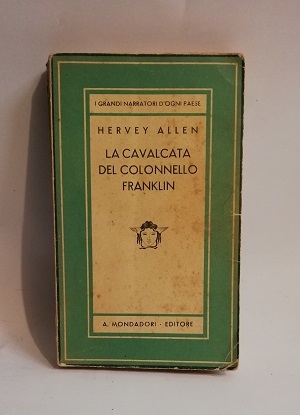 I GRANDI NARRATORI D'OGNI PAESE
HERVEY ALLEN
LA CAVALCATA
DEL COLONNELLO
FRANKLIN
A. MONDADORI - EDITORE